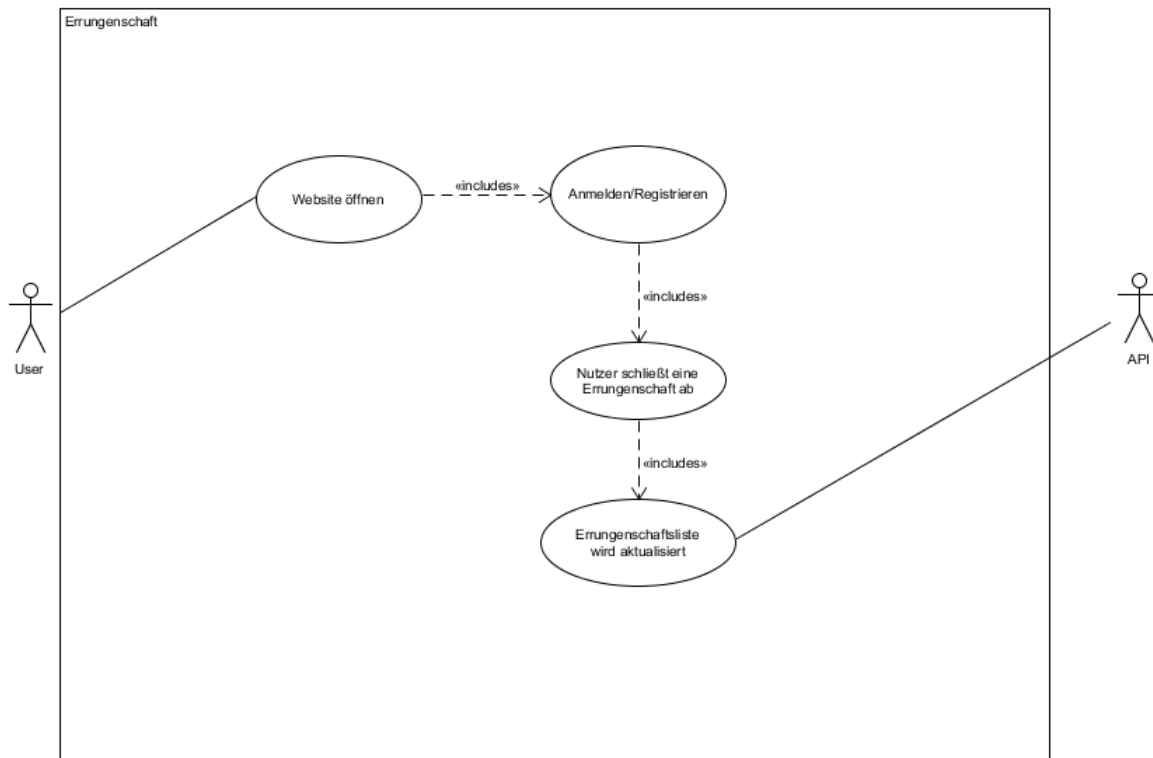 Errungenschaft
Website öffnen
«includes»
Anmelden/Registrieren
«includes»
User
API
Nutzer schließt eine
Errungenschaft ab
«includes»
Errungenschaftsliste
wird aktualisiert